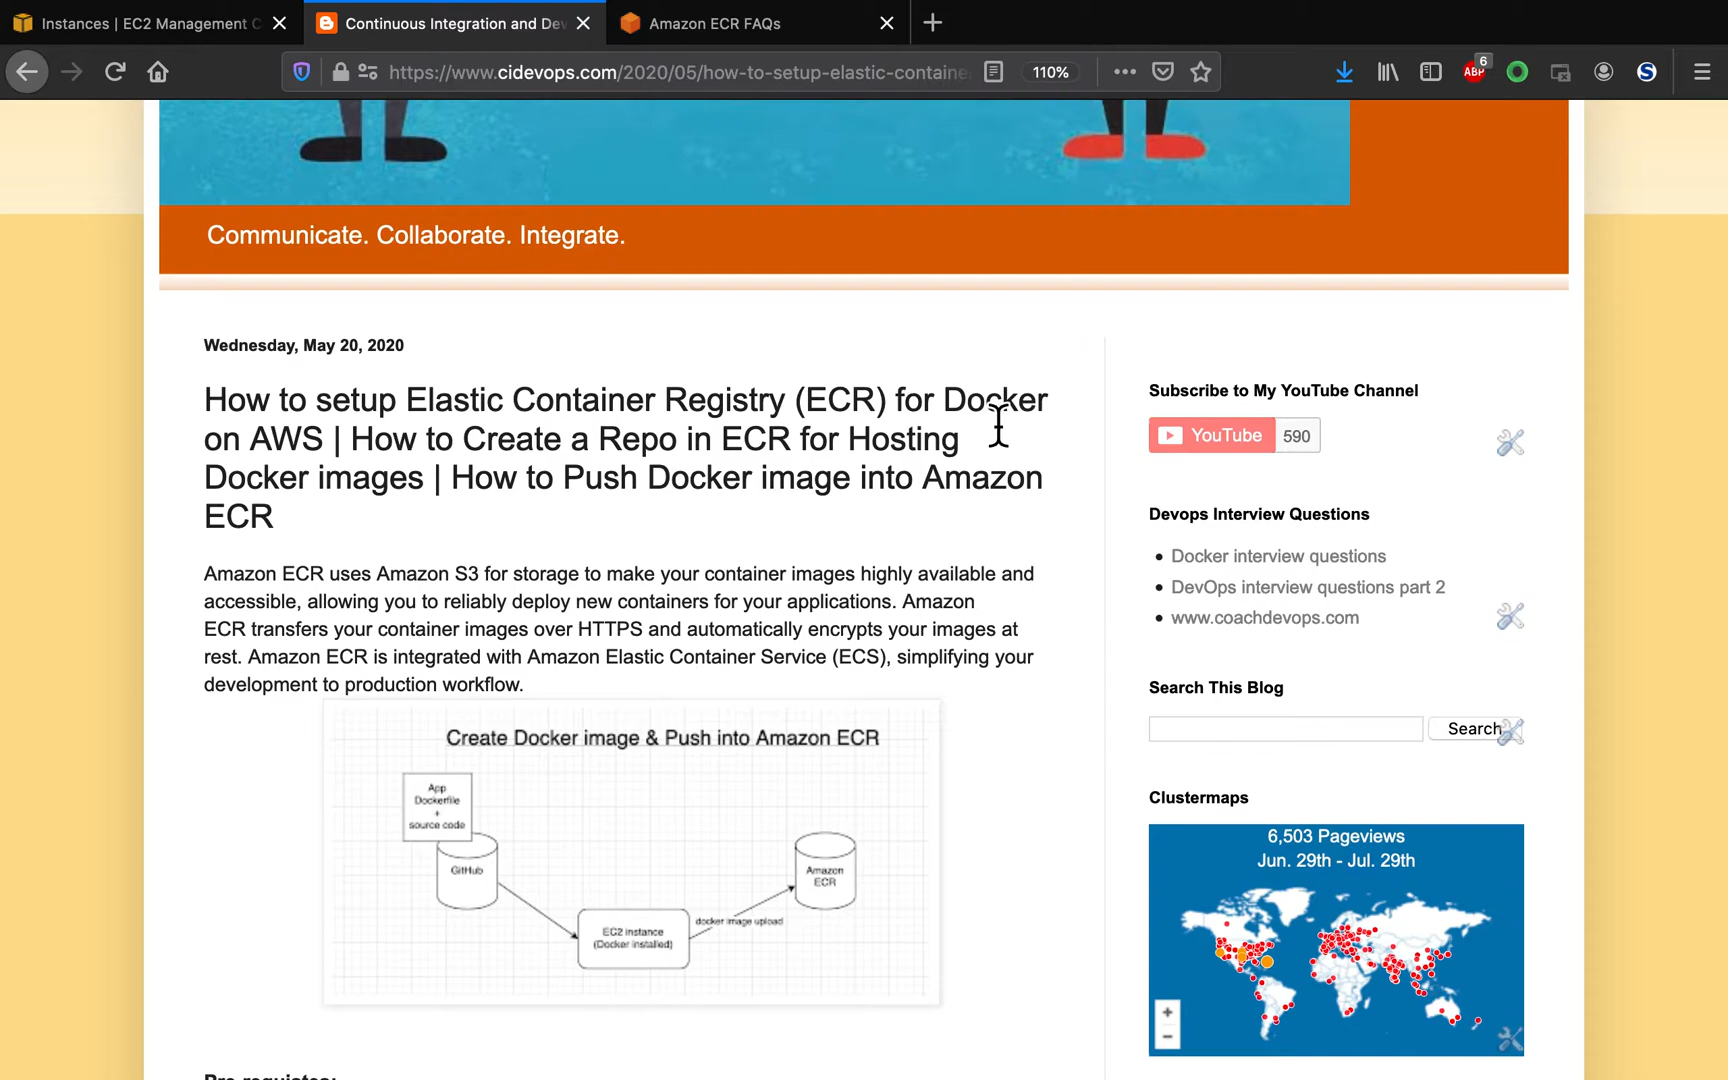 Instances | EC2 Management C
Continuous Integration and Dev
Amazon ECR FAQs
https://www.cidevops.com/2020/05/how-to-setup-elastic-containe
110%
ABP
6
S
Communicate. Collaborate. Integrate.
Wednesday, May 20, 2020
How to setup Elastic Container Registry (ECR) for Docker
on AWS | How to Create a Repo in ECR for Hosting
Docker images | How to Push Docker image into Amazon
ECR
Amazon ECR uses Amazon S3 for storage to make your container images highly available and
accessible, allowing you to reliably deploy new containers for your applications. Amazon
ECR transfers your container images over HTTPS and automatically encrypts your images at
rest. Amazon ECR is integrated with Amazon Elastic Container Service (ECS), simplifying your
development to production workflow.
Create Docker image & Push into Amazon ECR
App
Dockerfile
+
source code
GitHub
Amazon
ECR
docker image upload
EC2 instance
(Docker installed)
Pre-requistes:
Subscribe to My YouTube Channel
YouTube 590
Devops Interview Questions
Docker interview questions
DevOps interview questions part 2
www.coachdevops.com
Search This Blog
Search
Clustermaps
6,503 Pageviews
Jun. 29th - Jul. 29th
+
−